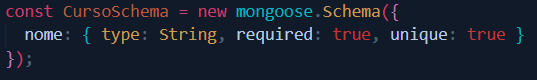 const CursoSchema = new mongoose.Schema({
  nome: { type: String, required: true, unique: true }
});